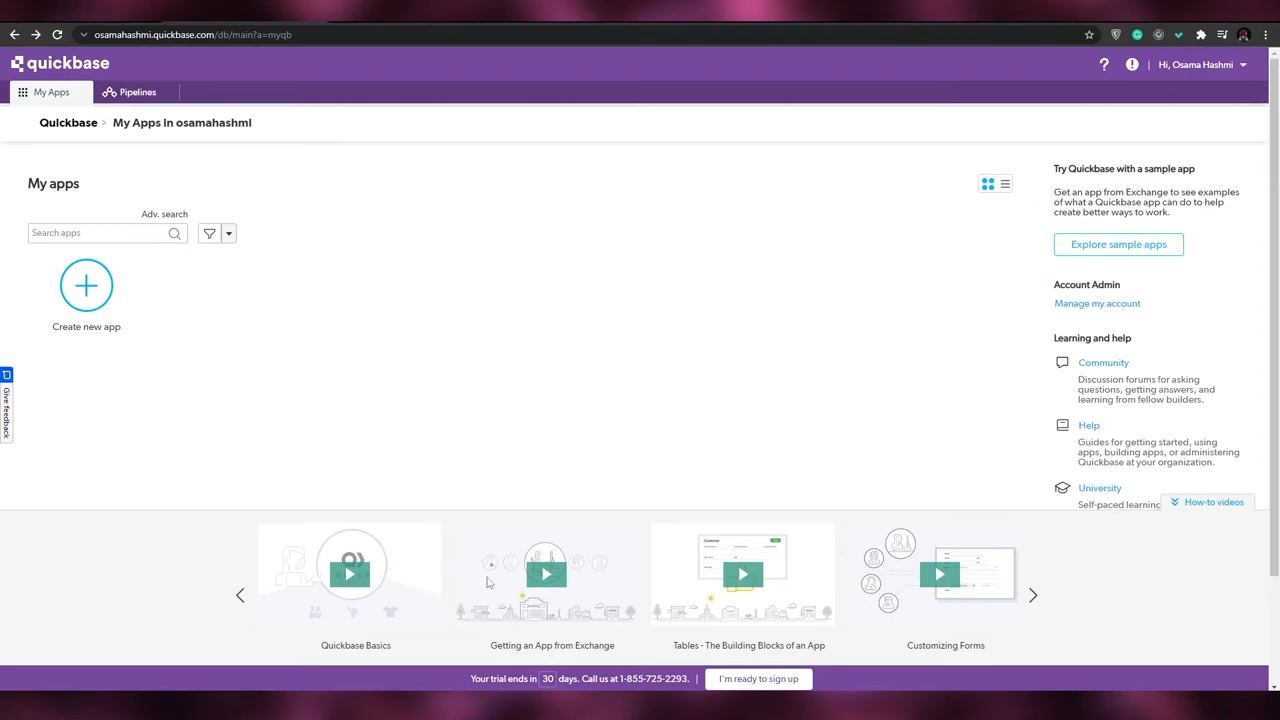 osamahashmi.quickbase.com/db/main?a=myqb
quickbase
Hi, Osama Hashmi
My Apps
Pipelines
Quickbase > My Apps in osamahashmi
My apps
Adv. search
Search apps
Create new app
Give feedback
Try Quickbase with a sample app
Get an app from Exchange to see examples
of what a Quickbase app can do to help
create better ways to work.
Explore sample apps
Account Admin
Manage my account
Learning and help
Community
Discussion forums for asking
questions, getting answers, and
learning from fellow builders.
Help
Guides for getting started, using
apps, building apps, or administering
Quickbase at your organization.
University
Self-paced learning
How-to videos
Customer
Quickbase Basics
Getting an App from Exchange
Tables - The Building Blocks of an App
Customizing Forms
Your trial ends in 30 days. Call us at 1-855-725-2293. |
I'm ready to sign up